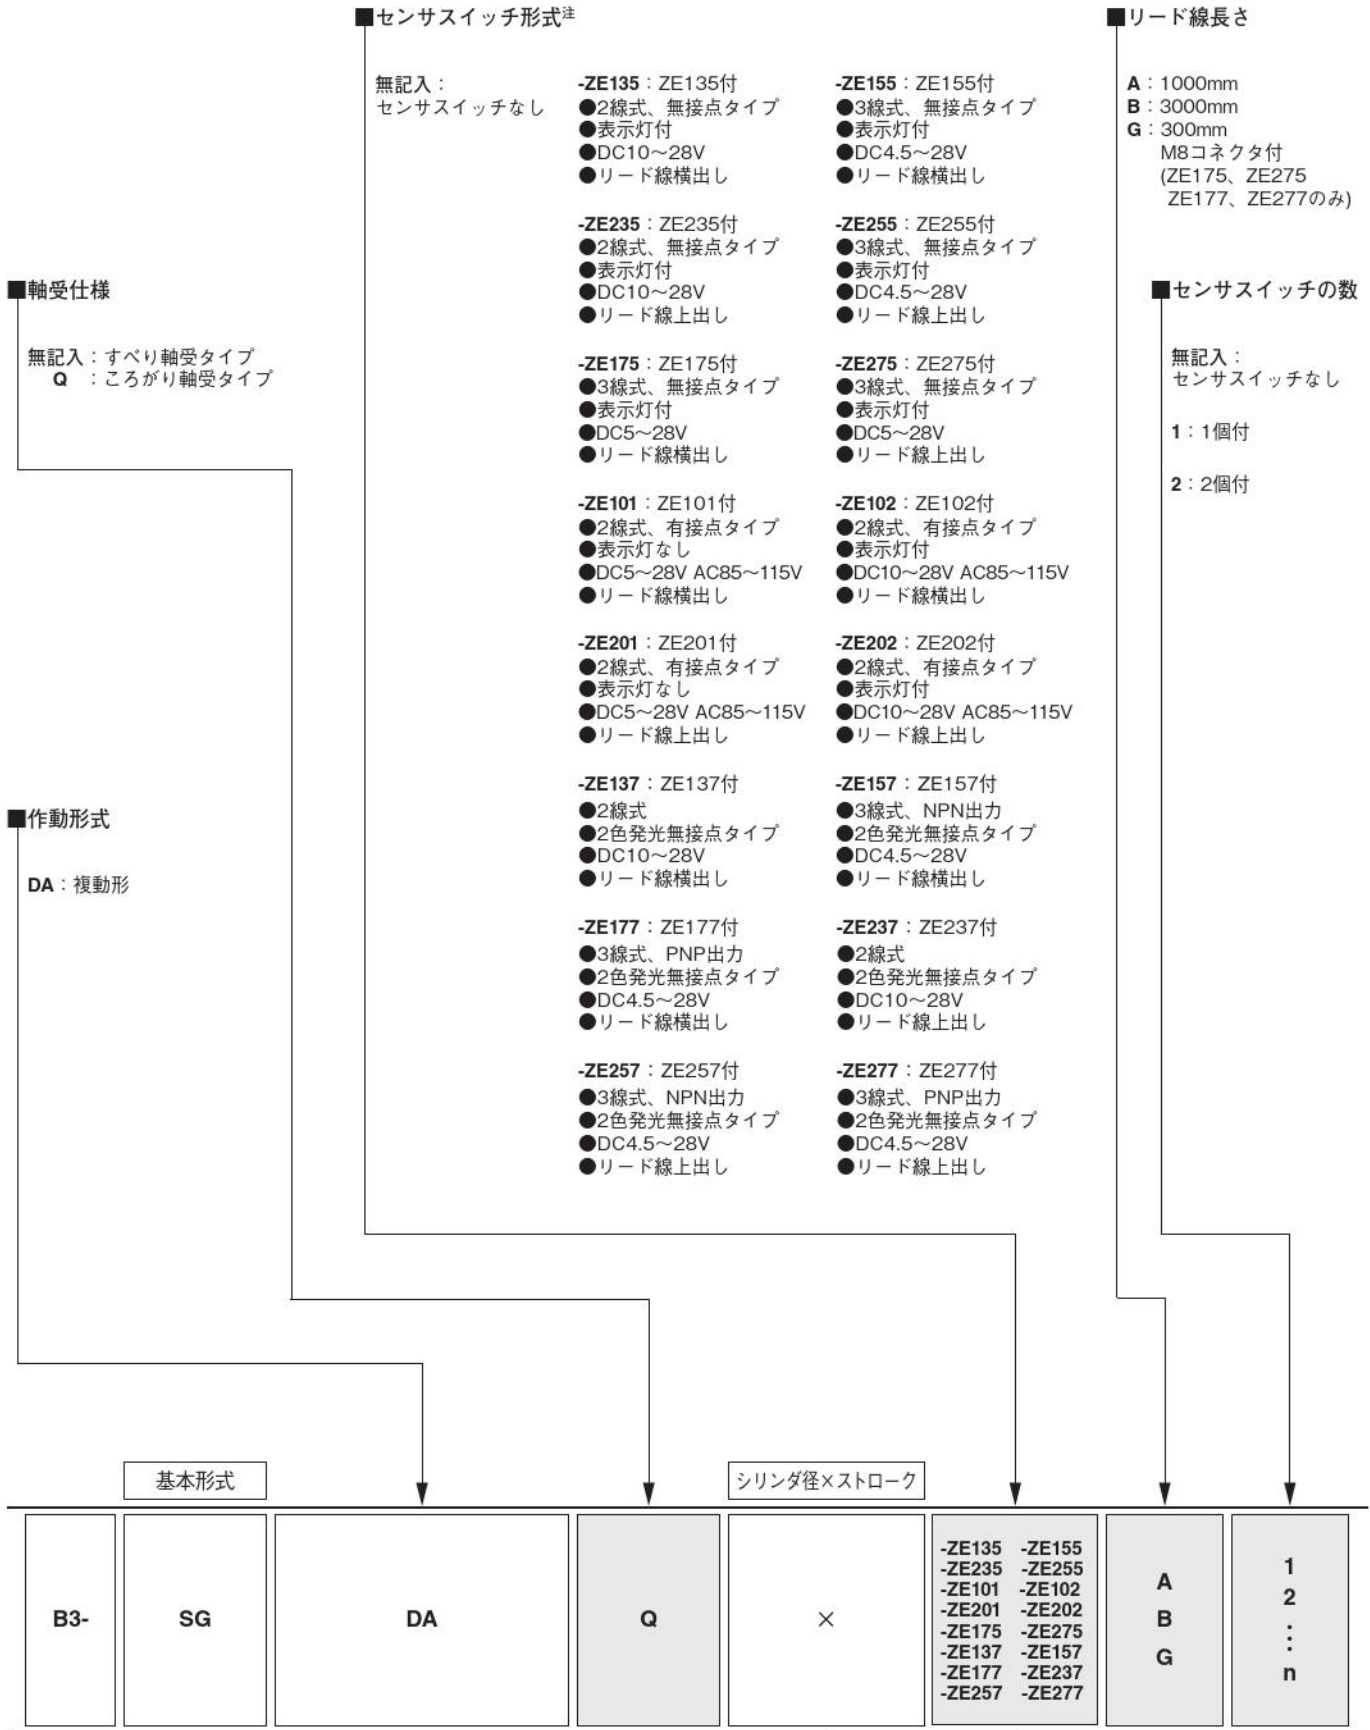 ■センサスイッチ形式注
無記入：
センサスイッチなし
-ZE135：ZE135付
●2線式、無接点タイプ
●表示灯付
●DC10～28V
●リード線横出し
-ZE155：ZE155付
●3線式、無接点タイプ
●表示灯付
●DC4.5～28V
●リード線横出し
-ZE235：ZE235付
●2線式、無接点タイプ
●表示灯付
●DC10～28V
●リード線上出し
-ZE255：ZE255付
●3線式、無接点タイプ
●表示灯付
●DC4.5～28V
●リード線上出し
-ZE175：ZE175付
●3線式、無接点タイプ
●表示灯付
●DC5～28V
●リード線横出し
-ZE275：ZE275付
●3線式、無接点タイプ
●表示灯付
●DC5～28V
●リード線上出し
-ZE101：ZE101付
●2線式、有接点タイプ
●表示灯なし
●DC5～28V AC85～115V
●リード線横出し
-ZE102：ZE102付
●2線式、有接点タイプ
●表示灯付
●DC10～28V AC85～115V
●リード線横出し
-ZE201：ZE201付
●2線式、有接点タイプ
●表示灯なし
●DC5～28V AC85～115V
●リード線上出し
-ZE202：ZE202付
●2線式、有接点タイプ
●表示灯付
●DC10～28V AC85～115V
●リード線上出し
-ZE137：ZE137付
●2線式
●2色発光無接点タイプ
●DC10～28V
●リード線横出し
-ZE157：ZE157付
●3線式、NPN出力
●2色発光無接点タイプ
●DC4.5～28V
●リード線横出し
-ZE177：ZE177付
●3線式、PNP出力
●2色発光無接点タイプ
●DC4.5～28V
●リード線横出し
-ZE237：ZE237付
●2線式
●2色発光無接点タイプ
●DC10～28V
●リード線上出し
-ZE257：ZE257付
●3線式、NPN出力
●2色発光無接点タイプ
●DC4.5～28V
●リード線上出し
-ZE277：ZE277付
●3線式、PNP出力
●2色発光無接点タイプ
●DC4.5～28V
●リード線上出し
■リード線長さ
A：1000mm
B：3000mm
G：300mm
M8コネクタ付
(ZE175、ZE275
ZE177、ZE277のみ)
■軸受仕様
無記入：すべり軸受タイプ
Q ：ころがり軸受タイプ
■センサスイッチの数
無記入：
センサスイッチなし
1：1個付
2：2個付
■作動形式
DA：複動形
基本形式
シリンダ径×ストローク
B3-
SG
DA
Q
×
-ZE135 -ZE155
-ZE235 -ZE255
-ZE101 -ZE102
-ZE201 -ZE202
-ZE175 -ZE275
-ZE137 -ZE157
-ZE177 -ZE237
-ZE257 -ZE277
A
B
G
1
2
⋮
n